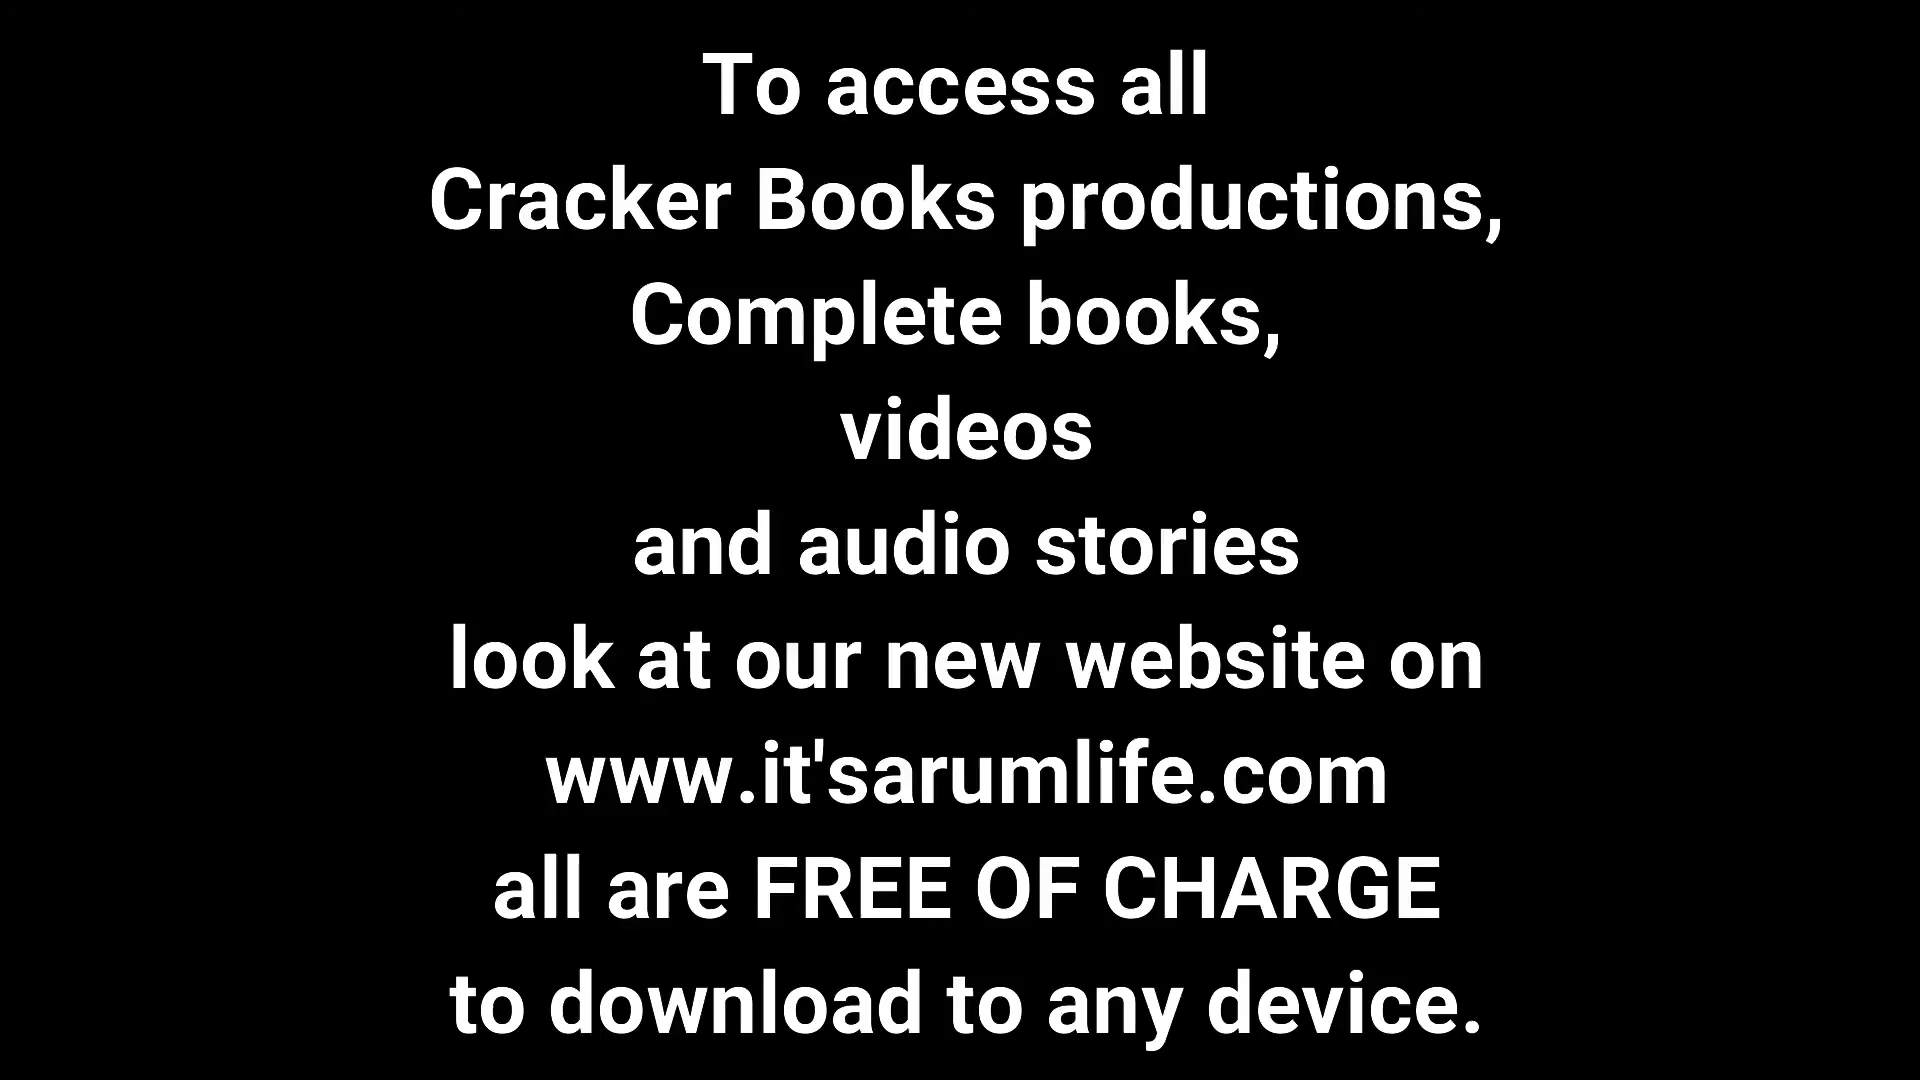 To access all
Cracker Books productions,
Complete books,
videos
and audio stories
look at our new website on
www.it'sarumlife.com
all are FREE OF CHARGE
to download to any device.